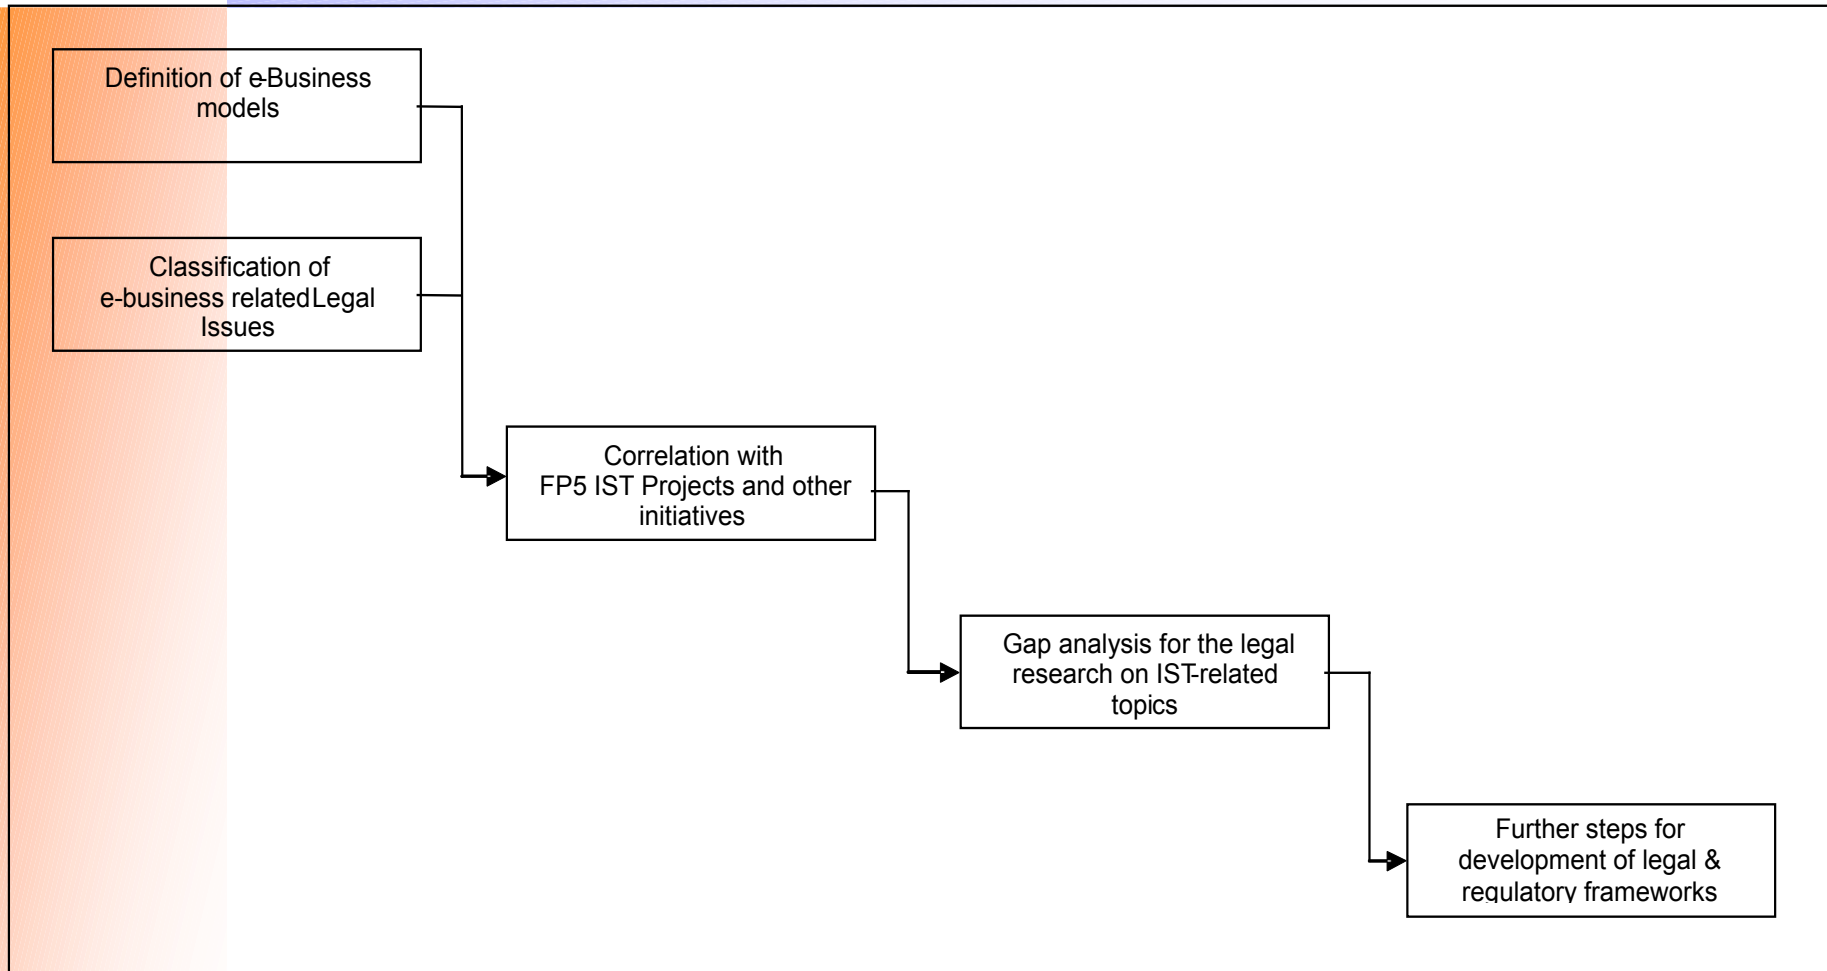 Definition of e-Business
models
Classification of
e-business related Legal
Issues
Correlation with
FP5 IST Projects and other
initiatives
Gap analysis for the legal
research on IST-related
topics
Further steps for
development of legal &
regulatory frameworks